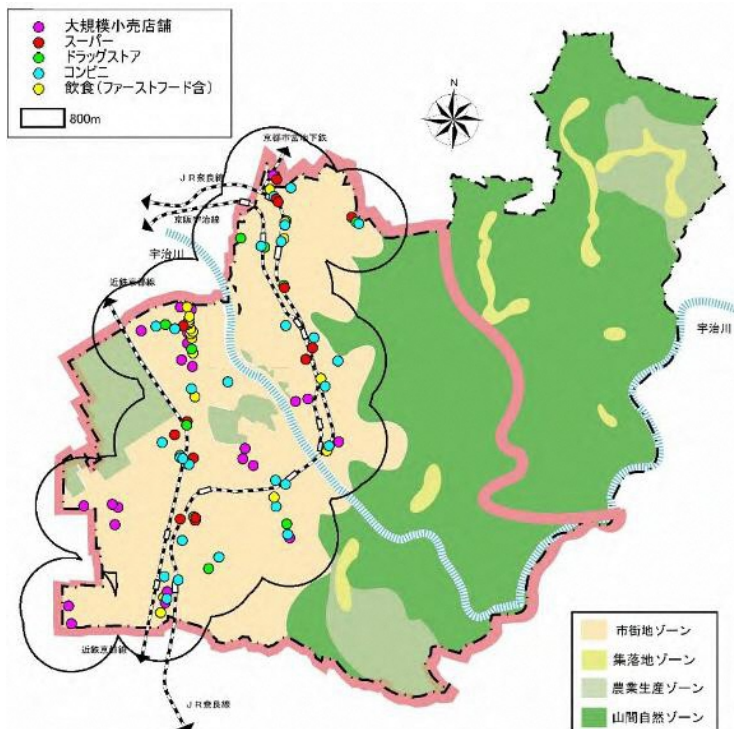 大規模小売店舗
スーパー
ドラッグストア
コンビニ
飲食(ファーストフード含)
800m
N
京都市営地下鉄
JR奈良線
京阪宇治線
宇治川
近鉄京都線
宇治川
近鉄京都線
JR奈良線
市街地ゾーン
集落地ゾーン
農業生産ゾーン
山間自然ゾーン